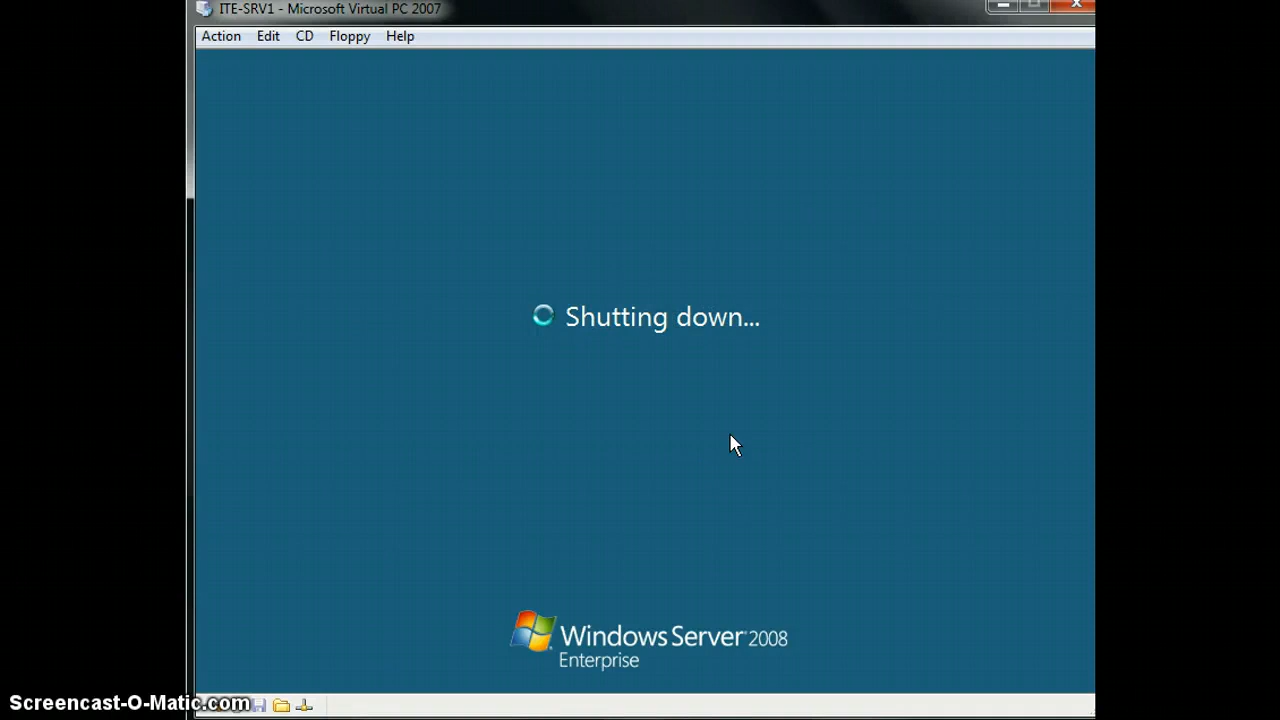 ITE-SRV1 - Microsoft Virtual PC 2007
Action Edit CD Floppy Help
Shutting down...
Windows Server 2008
Enterprise
Screencast-O-Matic.com